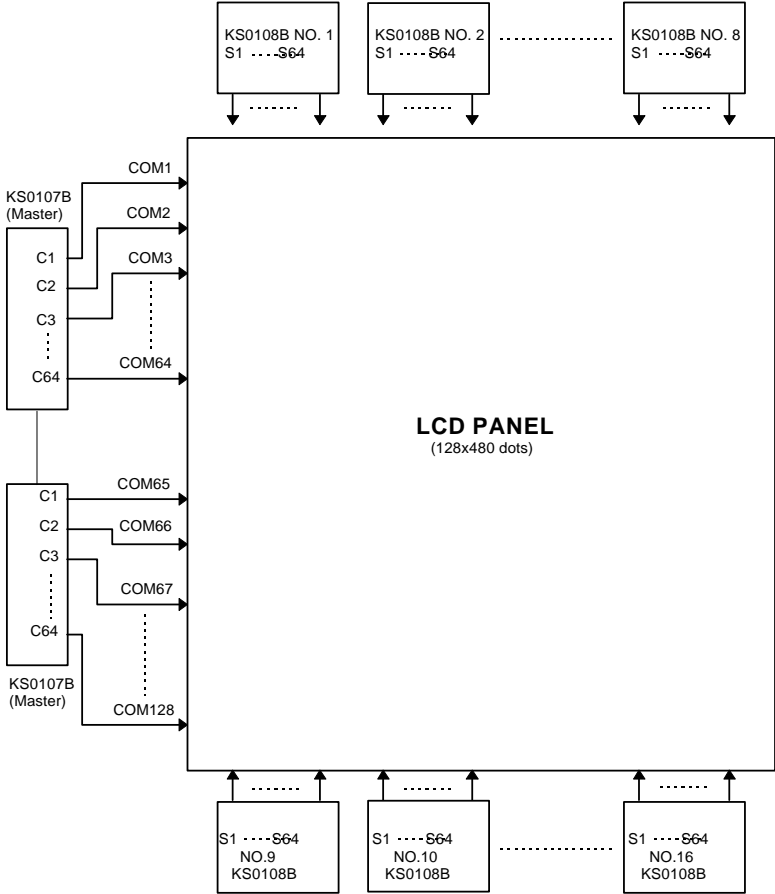 KS0108B NO. 1
S1 ------ S64
KS0108B NO. 2
S1 ------ S64
KS0108B NO. 8
S1 ------ S64
KS0107B
(Master)
C1
C2
C3
C64
COM1
COM2
COM3
COM64
LCD PANEL
(128x480 dots)
C1
C2
C3
C64
COM65
COM66
COM67
COM128
KS0107B
(Master)
S1 ------ S64
NO.9
KS0108B
S1 ------ S64
NO.10
KS0108B
S1 ------ S64
NO.16
KS0108B